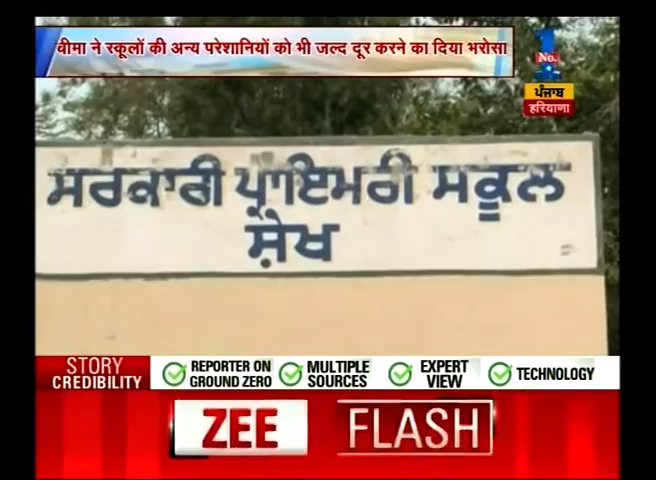 वीमा ने स्कूलों की अन्य परेशानियों को भी जल्द दूर करने का दिया भरोसा
No. 1
ਪੰਜਾਬ
हरियाणा
ਸਰਕਾਰੀ ਪ੍ਰਾਇਮਰੀ ਸਕੂਲ
ਸ਼ੇਖ
STORY CREDIBILITY
REPORTER ON GROUND ZERO
MULTIPLE SOURCES
EXPERT VIEW
TECHNOLOGY
ZEE FLASH